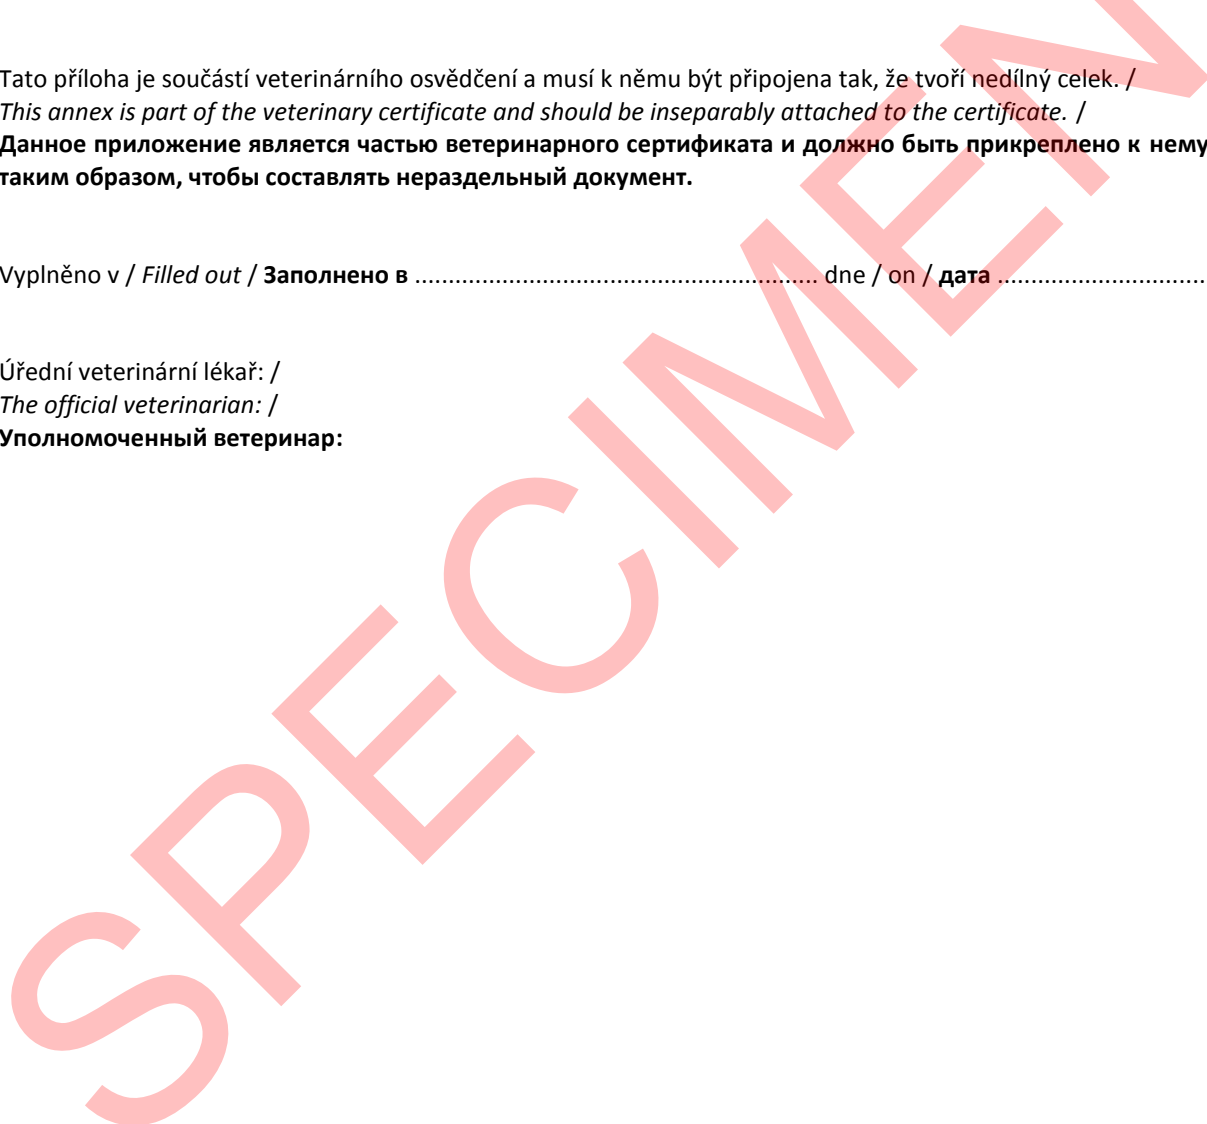 Tato příloha je součástí veterinárního osvědčení a musí k němu být připojena tak, že tvoří nedílný celek. /
This annex is part of the veterinary certificate and should be inseparably attached to the certificate. /
Данное приложение является частью ветеринарного сертификата и должно быть прикреплено к нему
таким образом, чтобы составлять нераздельный документ.
Vyplněno v / Filled out / Заполнено в ............................................................ dne / on / дата ...............................
Úřední veterinární lékař: /
The official veterinarian: /
Уполномоченный ветеринар:
SPECIMEN